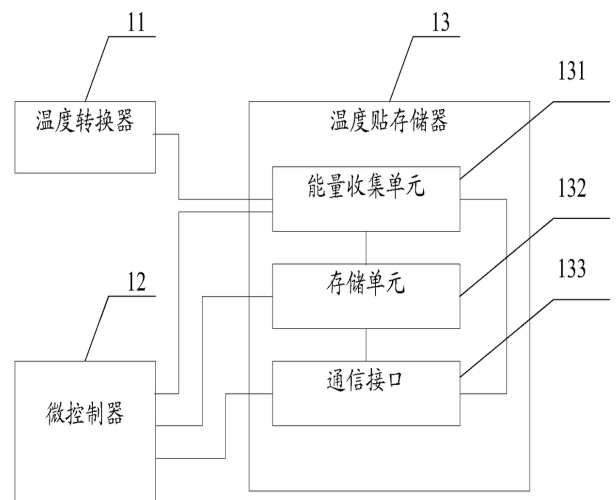 11
13
131
温度转换器
温度贴存储器
能量收集单元
132
存储单元
12
133
通信接口
微控制器